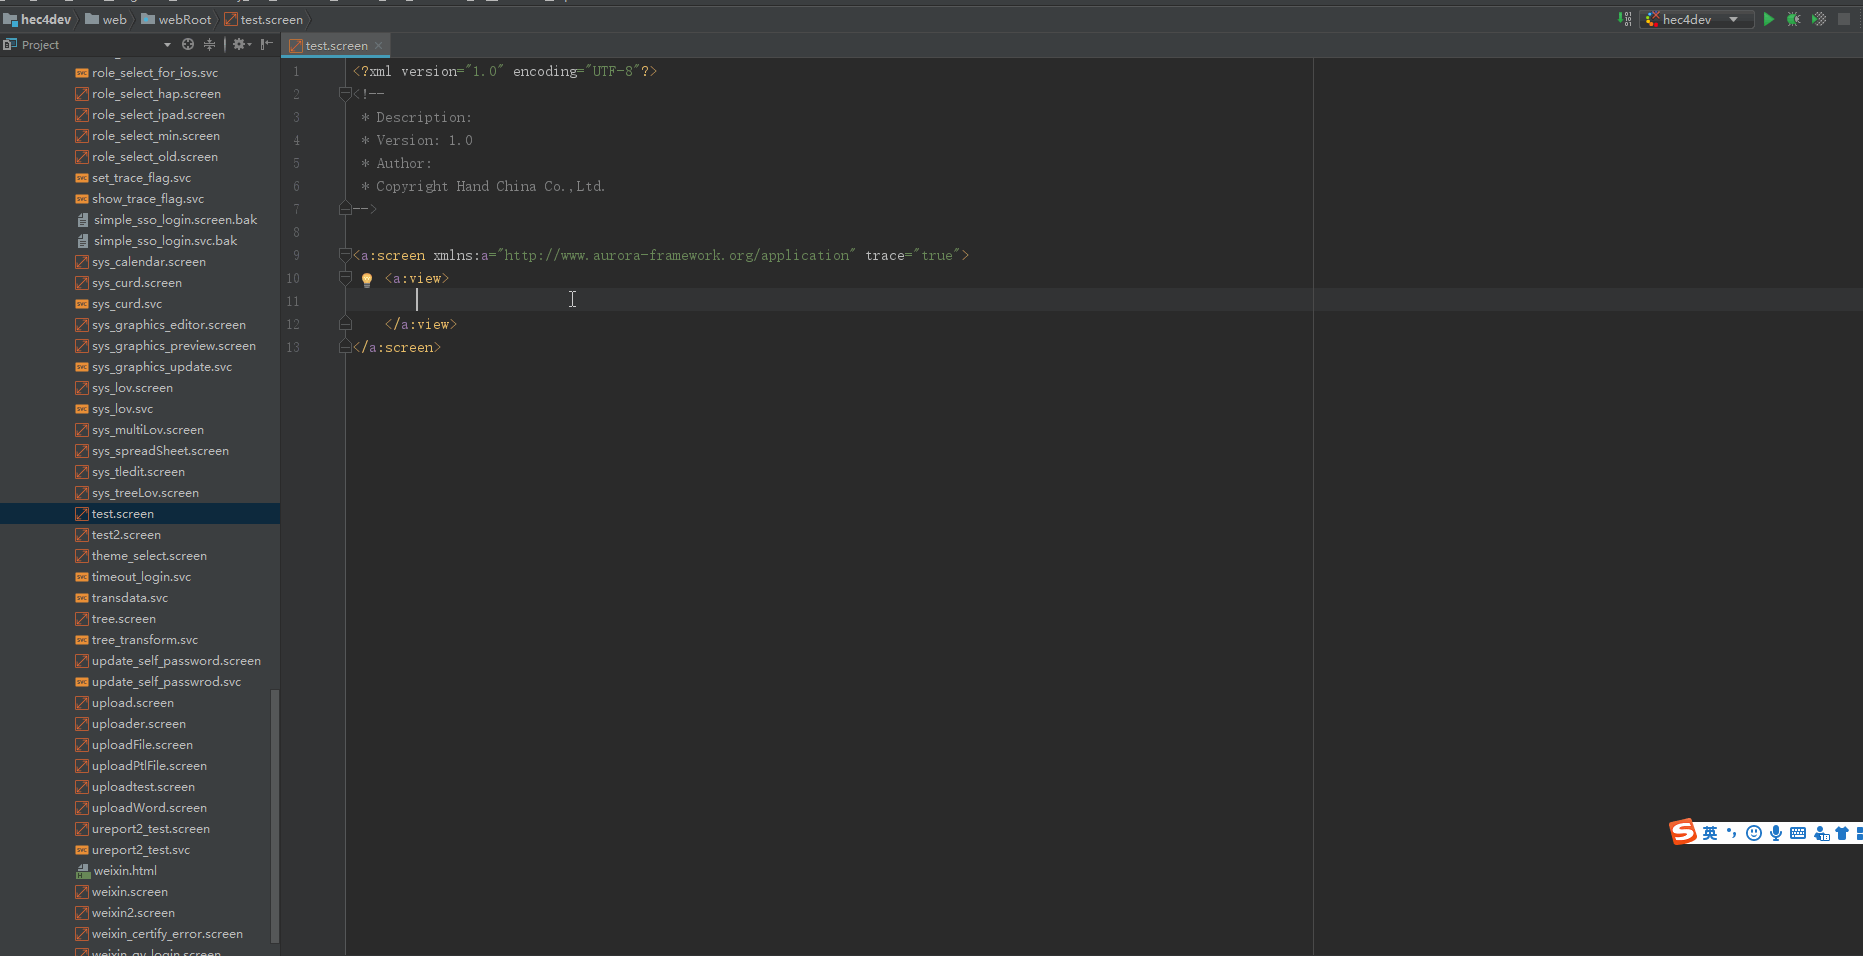 hec4dev web webRoot test.screen
hec4dev
Project
test.screen
role_select_for_ios.svc
role_select_hap.screen
role_select_ipad.screen
role_select_min.screen
role_select_old.screen
set_trace_flag.svc
show_trace_flag.svc
simple_sso_login.screen.bak
simple_sso_login.svc.bak
sys_calendar.screen
sys_curd.screen
sys_curd.svc
sys_graphics_editor.screen
sys_graphics_preview.screen
sys_graphics_update.svc
sys_lov.screen
sys_lov.svc
sys_multiLov.screen
sys_spreadSheet.screen
sys_tledit.screen
sys_treeLov.screen
test.screen
test2.screen
theme_select.screen
timeout_login.svc
transdata.svc
tree.screen
tree_transform.svc
update_self_password.screen
update_self_passwrod.svc
upload.screen
uploader.screen
uploadFile.screen
uploadPtlFile.screen
uploadtest.screen
uploadWord.screen
ureport2_test.screen
ureport2_test.svc
weixin.html
weixin.screen
weixin2.screen
weixin_certify_error.screen
weixin_gy_login.screen
1 <?xml version="1.0" encoding="UTF-8"?>
2 <!--
3 * Description:
4 * Version: 1.0
5 * Author:
6 * Copyright Hand China Co.,Ltd.
7 -->
8
9 <a:screen xmlns:a="http://www.aurora-framework.org/application" trace="true">
10 <a:view>
11
12 </a:view>
13 </a:screen>
英